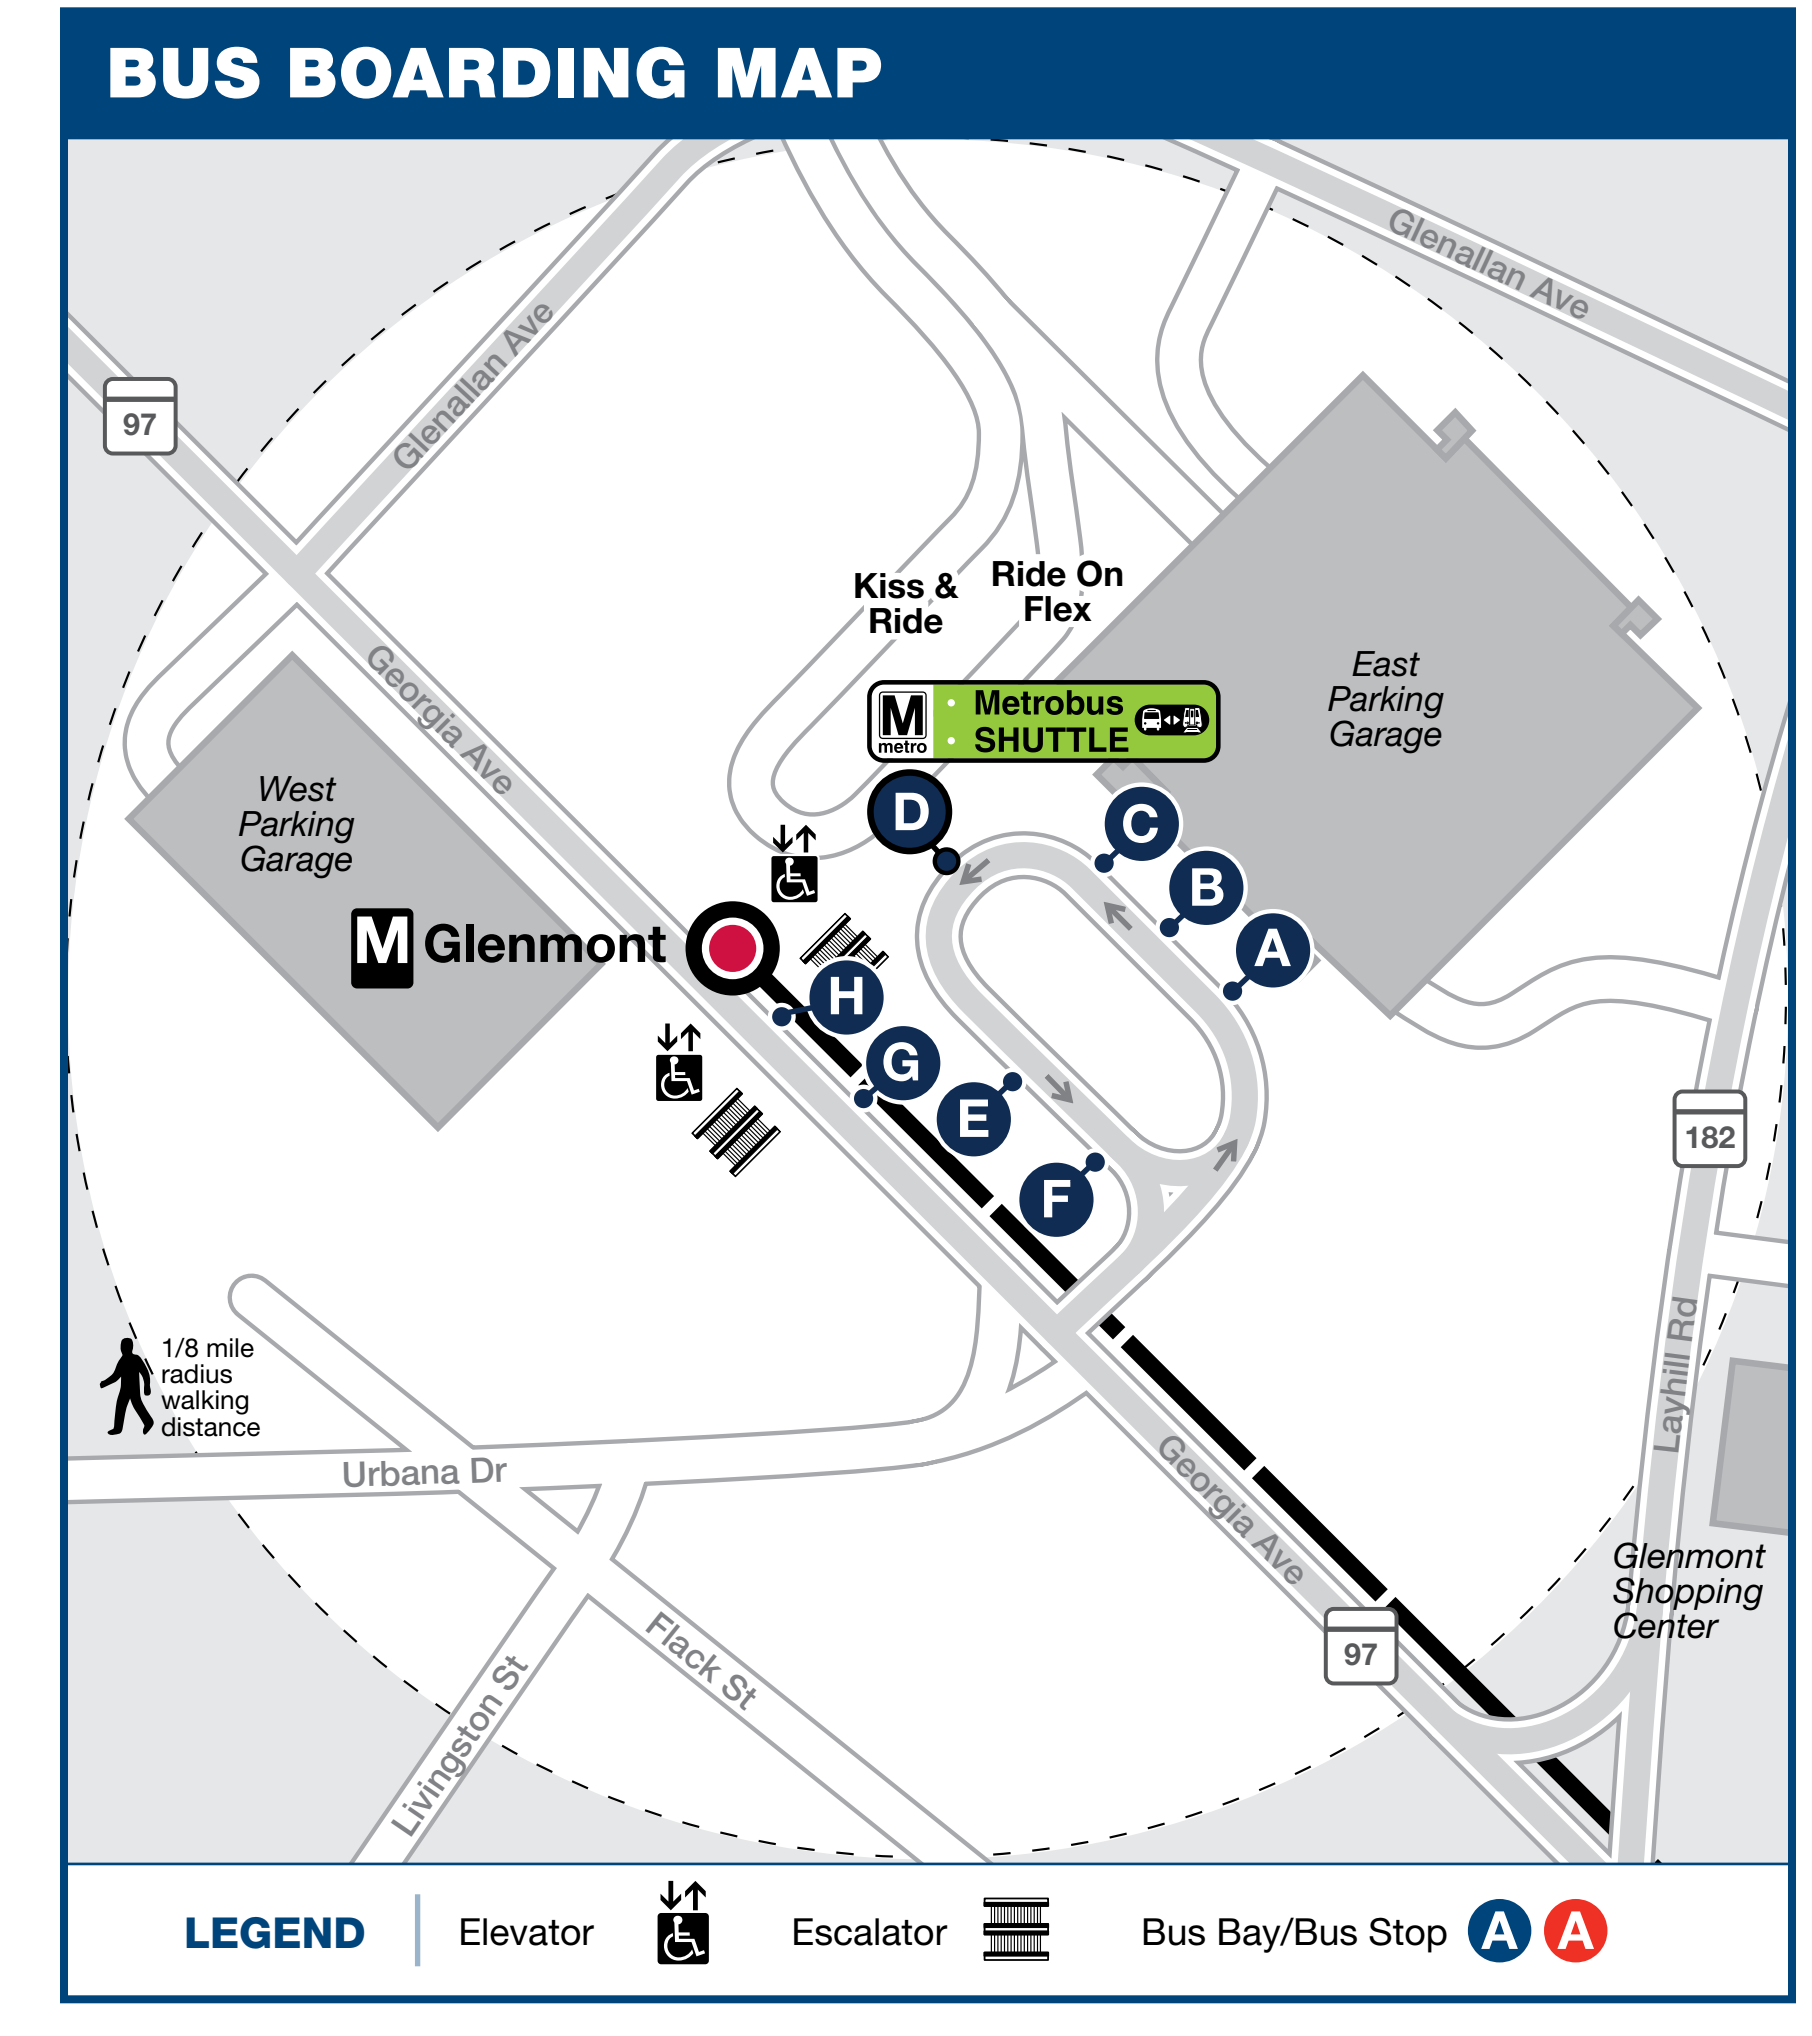 BUS BOARDING MAP
Glenallan Ave
Glenallan Ave
97
Kiss &
Ride
Ride On
Flex
Georgia Ave
East
Parking
Garage
M
metro
• Metrobus
• SHUTTLE
West
Parking
Garage
D
C
B
A
M Glenmont
H
G
E
F
182
1/8 mile
radius
walking
distance
Layhill Rd
Urbana Dr
Georgia Ave
Glenmont
Shopping
Center
97
Flack St
Livingston St
LEGEND
Elevator
Escalator
Bus Bay/Bus Stop A A